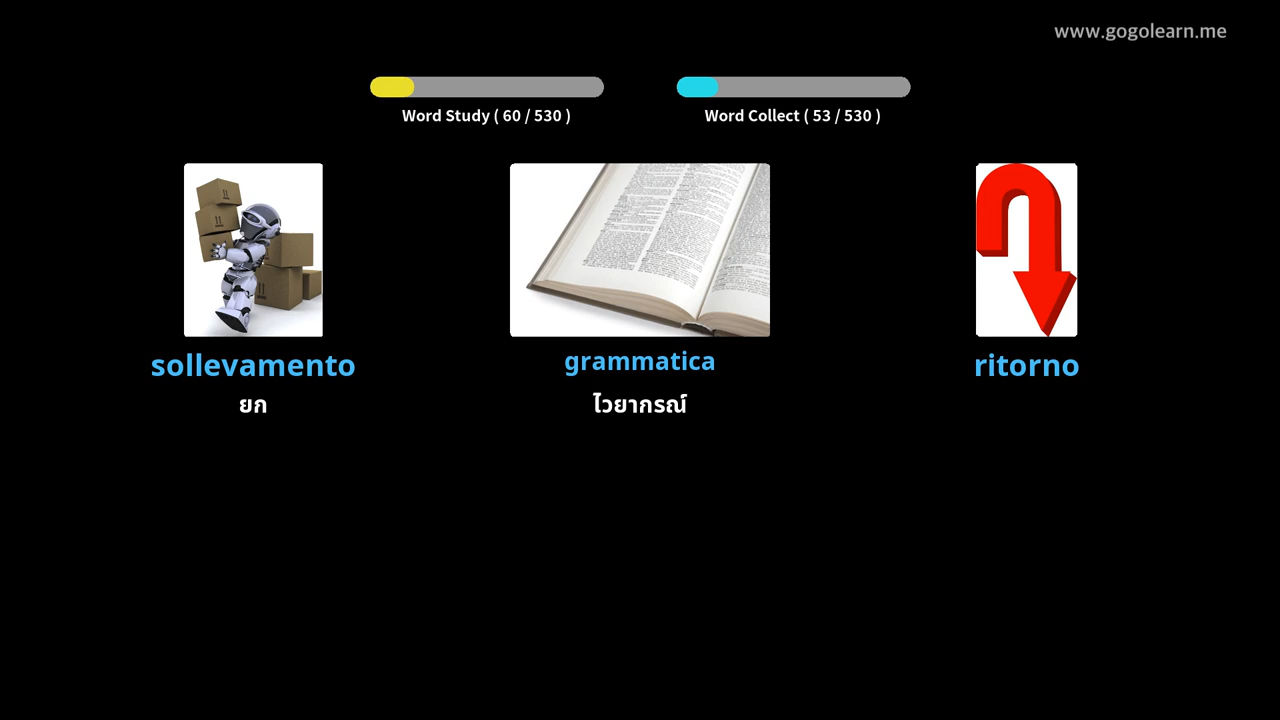 www.gogolearn.me
Word Study ( 60 / 530 )
Word Collect ( 53 / 530 )
sollevamento
grammatica
ritorno
ยก
ไวยากรณ์